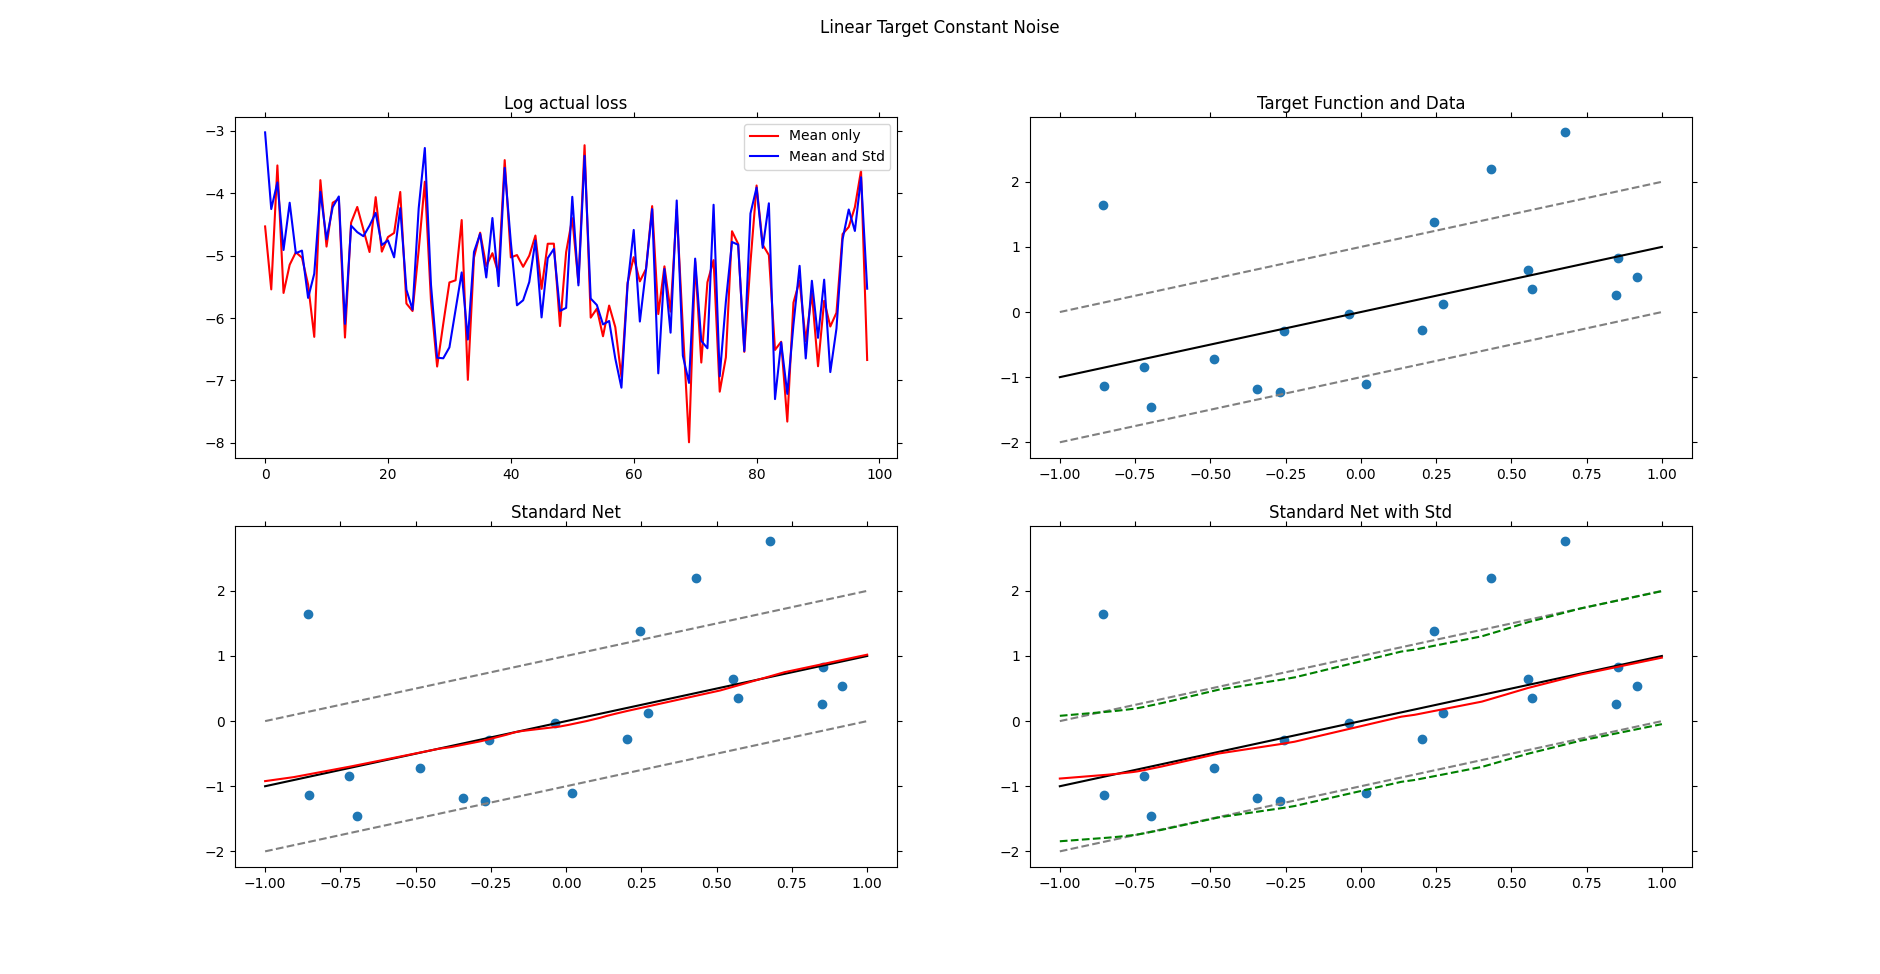 Linear Target Constant Noise
Log actual loss
−3
−4
−5
−6
−7
−8
0 20 40 60 80 100
Mean only
Mean and Std
Target Function and Data
2
1
0
−1
−2
−1.00 −0.75 −0.50 −0.25 0.00 0.25 0.50 0.75 1.00
Standard Net
2
1
0
−1
−2
−1.00 −0.75 −0.50 −0.25 0.00 0.25 0.50 0.75 1.00
Standard Net with Std
2
1
0
−1
−2
−1.00 −0.75 −0.50 −0.25 0.00 0.25 0.50 0.75 1.00